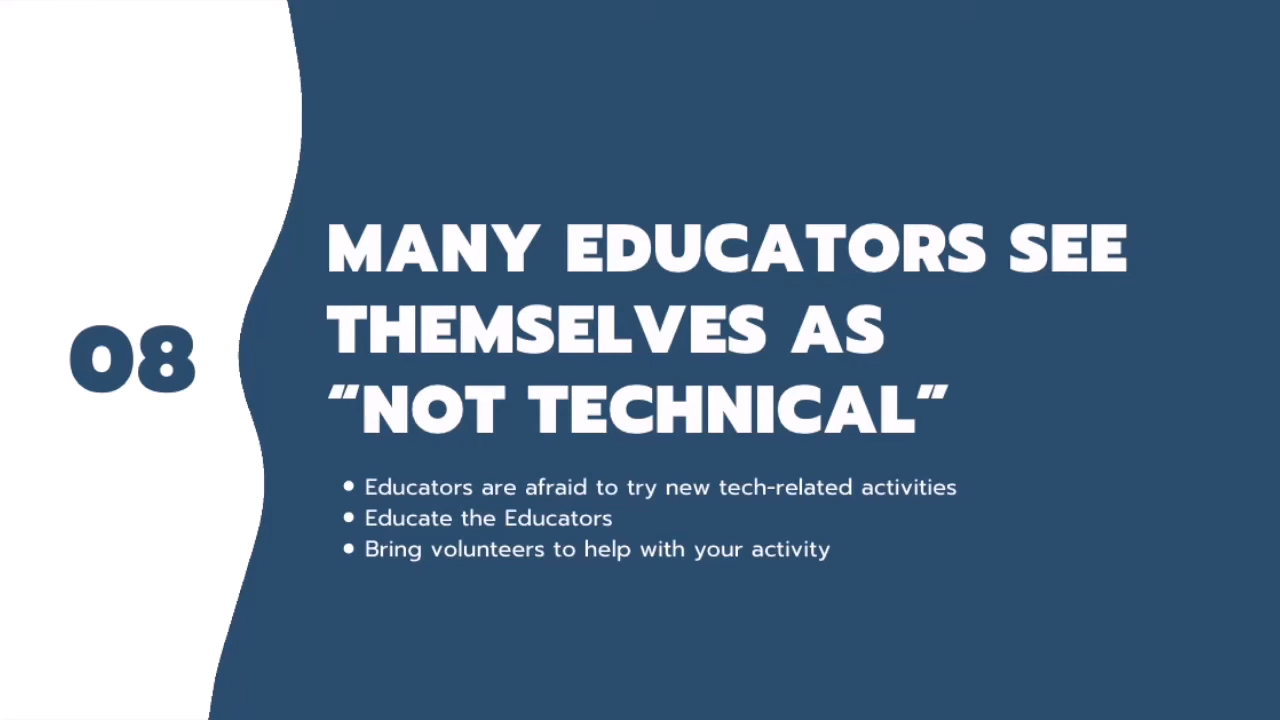 08
MANY EDUCATORS SEE
THEMSELVES AS
“NOT TECHNICAL”
• Educators are afraid to try new tech-related activities
• Educate the Educators
• Bring volunteers to help with your activity